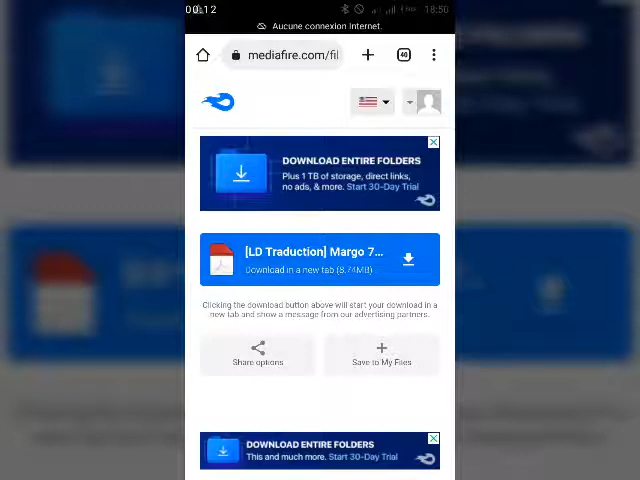 00:12
18:50
Aucune connexion Internet.
mediafire.com/fil
40
DOWNLOAD ENTIRE FOLDERS
Plus 1 TB of storage, direct links,
no ads, & more. Start 30-Day Trial
[LD Traduction] Margo 7...
Download in a new tab (8.74MB)
Clicking the download button above will start your download in a
new tab and show a message from our advertising partners.
Share options
Save to My Files
DOWNLOAD ENTIRE FOLDERS
This and much more. Start 30-Day Trial